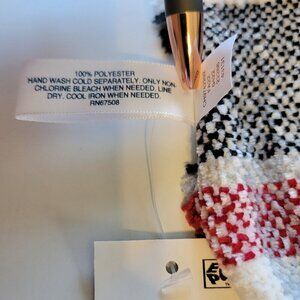 100% POLYESTER
HAND WASH COLD SEPARATELY. ONLY NON-
CHLORINE BLEACH WHEN NEEDED. LINE
DRY. COOL IRON WHEN NEEDED.
RN67508